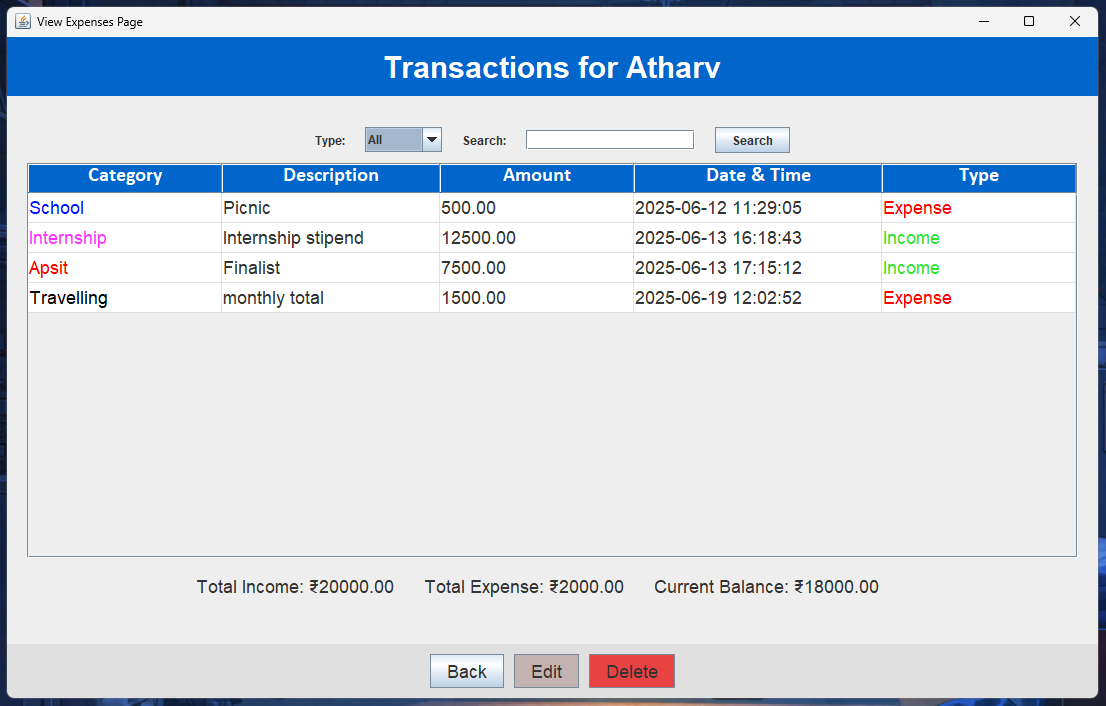 View Expenses Page
Transactions for Atharv
Type: All Search: Search
Category Description Amount Date & Time Type
School Picnic 500.00 2025-06-12 11:29:05 Expense
Internship Internship stipend 12500.00 2025-06-13 16:18:43 Income
Apsit Finalist 7500.00 2025-06-13 17:15:12 Income
Travelling monthly total 1500.00 2025-06-19 12:02:52 Expense
Total Income: ₹20000.00 Total Expense: ₹2000.00 Current Balance: ₹18000.00
Back Edit Delete